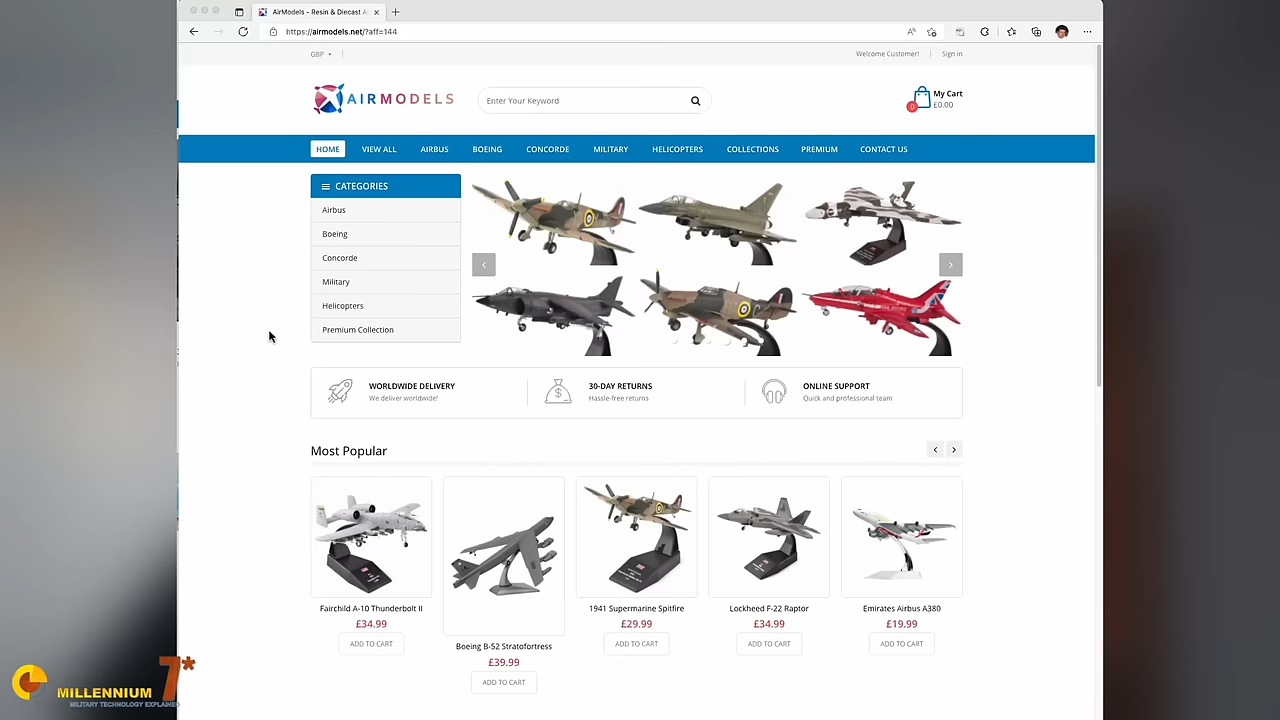 AirModels – Resin & Diecast A
https://airmodels.net/?aff=144
GBP
Welcome Customer!
Sign in
AIRMODELS
Enter Your Keyword
My Cart
0
£0.00
HOME
VIEW ALL
AIRBUS
BOEING
CONCORDE
MILITARY
HELICOPTERS
COLLECTIONS
PREMIUM
CONTACT US
CATEGORIES
Airbus
Boeing
Concorde
Military
Helicopters
Premium Collection
WORLDWIDE DELIVERY
We deliver worldwide!
30-DAY RETURNS
Hassle-free returns
ONLINE SUPPORT
Quick and professional team
Most Popular
Fairchild A-10 Thunderbolt II
£34.99
ADD TO CART
Boeing B-52 Stratofortress
£39.99
ADD TO CART
1941 Supermarine Spitfire
£29.99
ADD TO CART
Lockheed F-22 Raptor
£34.99
ADD TO CART
Emirates Airbus A380
£19.99
ADD TO CART
MILLENNIUM 7*
MILITARY TECHNOLOGY EXPLAINED